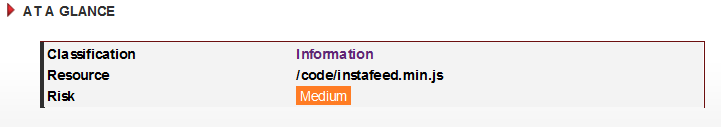 AT A GLANCE
Classification Information
Resource /code/instafeed.min.js
Risk Medium